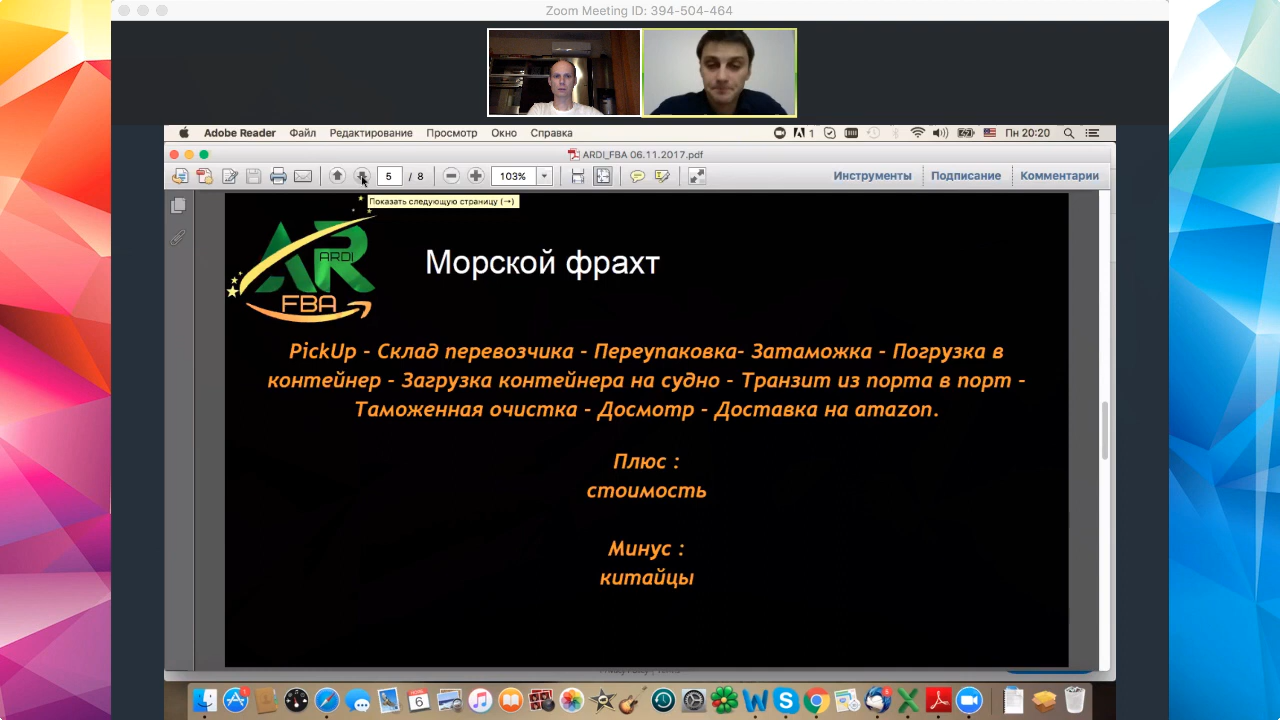 Zoom Meeting ID: 394-504-464
Adobe Reader Файл Редактирование Просмотр Окно Справка 1 Пн 20:20
ARDI_FBA 06.11.2017.pdf
5 / 8 103% Инструменты Подписание Комментарии
Показать следующую страницу (→)
AR
ARDI
FBA
Морской фрахт
PickUp - Склад перевозчика - Переупаковка- Затаможка - Погрузка в
контейнер - Загрузка контейнера на судно - Транзит из порта в порт -
Таможенная очистка - Досмотр - Доставка на amazon.
Плюс :
стоимость
Минус :
китайцы
6